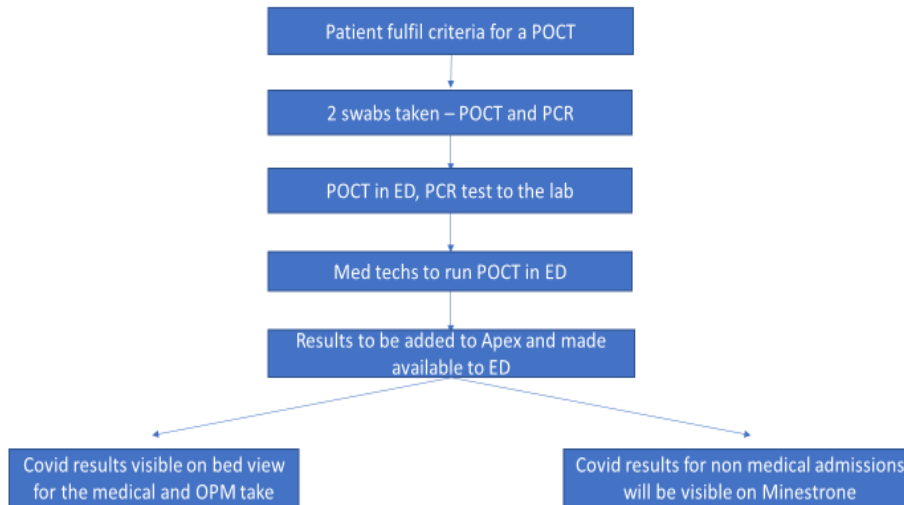 Patient fulfil criteria for a POCT
2 swabs taken – POCT and PCR
POCT in ED, PCR test to the lab
Med techs to run POCT in ED
Results to be added to Apex and made
available to ED
Covid results visible on bed view
for the medical and OPM take
Covid results for non medical admissions
will be visible on Minestrone